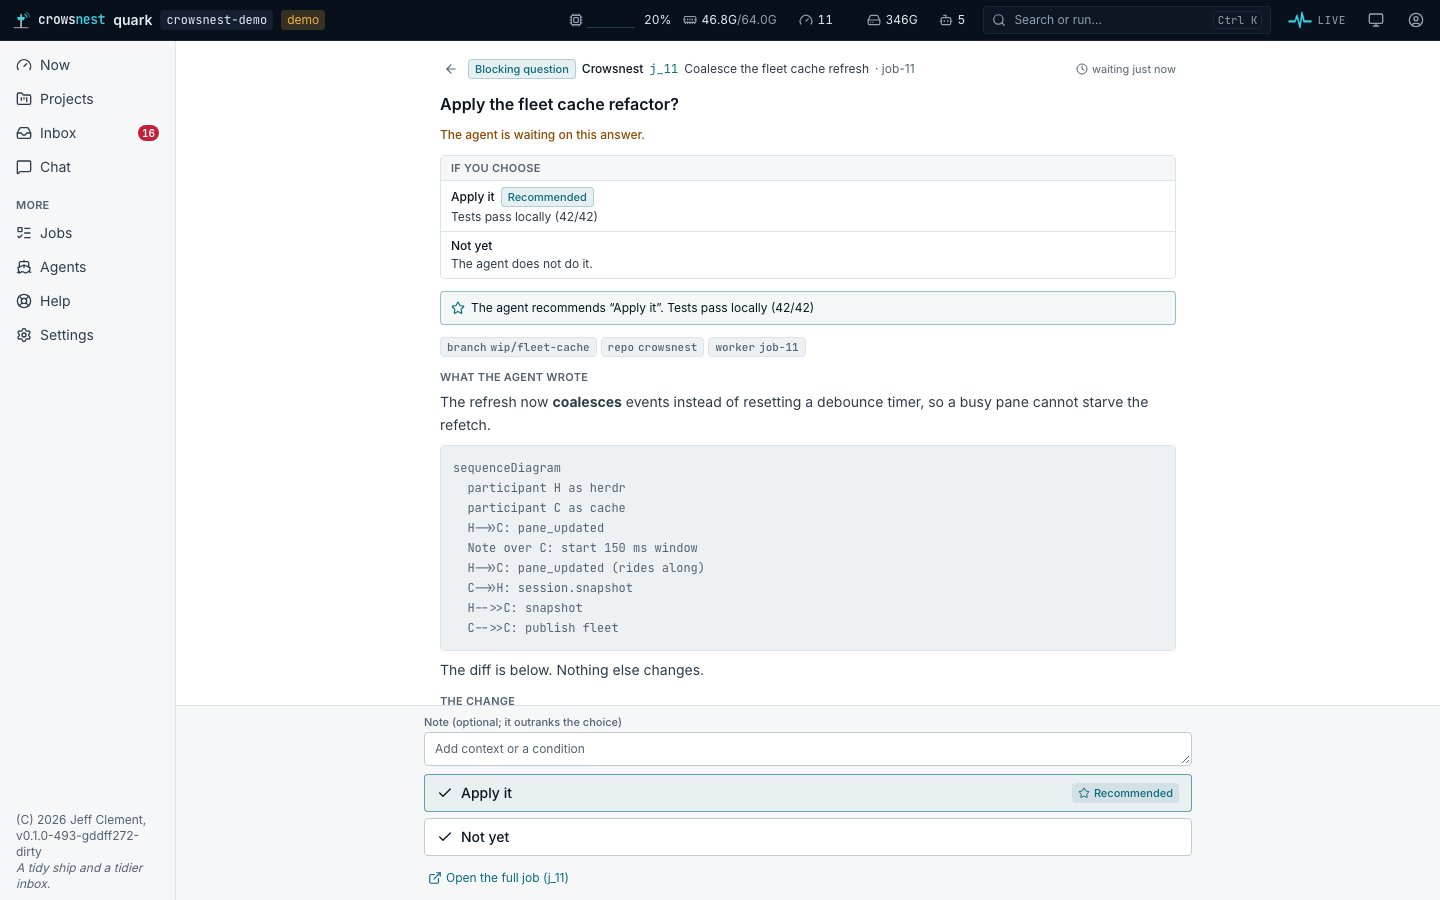 crowsnest quark crowsnest-demo demo 20% 46.8G/64.0G 11 346G 5 Search or run... Ctrl K LIVE
Now
Projects
Inbox 16
Chat
MORE
Jobs
Agents
Help
Settings
(C) 2026 Jeff Clement,
v0.1.0-493-gddff272-
dirty
A tidy ship and a tidier
inbox.
Blocking question Crowsnest j_11 Coalesce the fleet cache refresh · job-11 waiting just now
Apply the fleet cache refactor?
The agent is waiting on this answer.
IF YOU CHOOSE
Apply it Recommended
Tests pass locally (42/42)
Not yet
The agent does not do it.
The agent recommends “Apply it”. Tests pass locally (42/42)
branch wip/fleet-cache repo crowsnest worker job-11
WHAT THE AGENT WROTE
The refresh now coalesces events instead of resetting a debounce timer, so a busy pane cannot starve the
refetch.
sequenceDiagram
participant H as herdr
participant C as cache
H->>C: pane_updated
Note over C: start 150 ms window
H->>C: pane_updated (rides along)
C->>H: session.snapshot
H-->>C: snapshot
C-->>C: publish fleet
The diff is below. Nothing else changes.
THE CHANGE
Note (optional; it outranks the choice)
Add context or a condition
Apply it Recommended
Not yet
Open the full job (j_11)